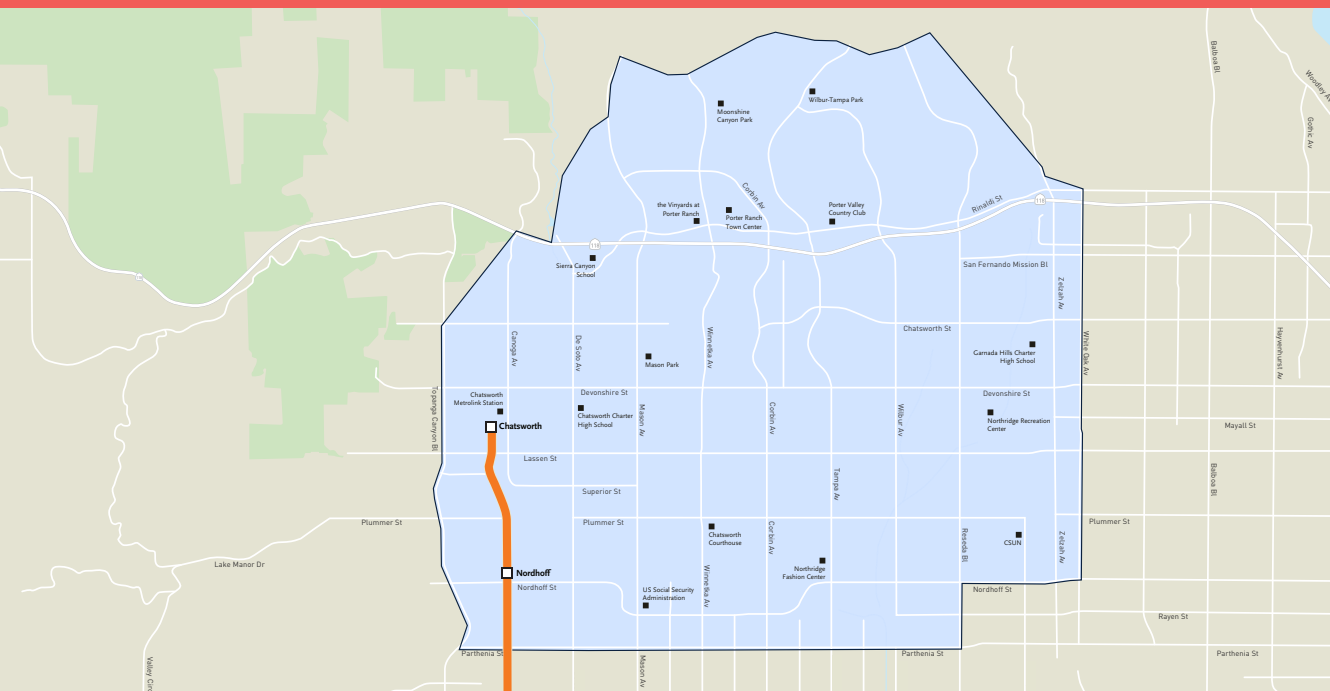 Balboa Bl
Woodley Av
Gothic Av
Moonshine
Canyon Park
Wilbur-Tampa Park
the Vinyards at
Porter Ranch
Corbin Av
Porter Ranch
Town Center
Porter Valley
Country Club
Rinaldi St
118
118
Sierra Canyon
School
San Fernando Mission Bl
Zelzah Av
Canoga Av
De Soto Av
Winnetka Av
Chatsworth St
White Oak Av
Hayvenhurst Av
Mason Park
Garnada Hills Charter
High School
Topanga Canyon Bl
Chatsworth
Metrolink Station
Devonshire St
Devonshire St
Chatsworth Charter
High School
Mason Av
Corbin Av
Wilbur Av
Northridge Recreation
Center
Chatsworth
Mayall St
Lassen St
Superior St
Tampa Av
Balboa Bl
Plummer St
Plummer St
Plummer St
Chatsworth
Courthouse
Corbin Av
Reseda Bl
CSUN
Zelzah Av
Lake Manor Dr
Northridge
Fashion Center
Nordhoff
Nordhoff St
US Social Security
Administration
Winnetka Av
Nordhoff St
Rayen St
Parthenia St
Parthenia St
Parthenia St
Valley Circ
Mason Av